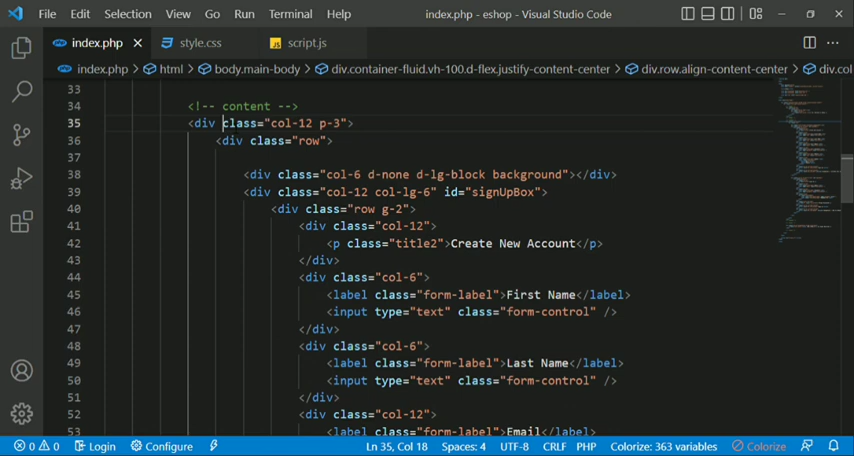 File Edit Selection View Go Run Terminal Help index.php - eshop - Visual Studio Code
index.php style.css JS script.js
index.php > html > body.main-body > div.container-fluid.vh-100.d-flex.justify-content-center > div.row.align-content-center > div.col
33
34 <!-- content -->
35 <div class="col-12 p-3">
36 <div class="row">
37
38 <div class="col-6 d-none d-lg-block background"></div>
39 <div class="col-12 col-lg-6" id="signUpBox">
40 <div class="row g-2">
41 <div class="col-12">
42 <p class="title2">Create New Account</p>
43 </div>
44 <div class="col-6">
45 <label class="form-label">First Name</label>
46 <input type="text" class="form-control" />
47 </div>
48 <div class="col-6">
49 <label class="form-label">Last Name</label>
50 <input type="text" class="form-control" />
51 </div>
52 <div class="col-12">
53 <label class="form-label">Email</label>
0 0 Login Configure Ln 35, Col 18 Spaces: 4 UTF-8 CRLF PHP Colorize: 363 variables Colorize